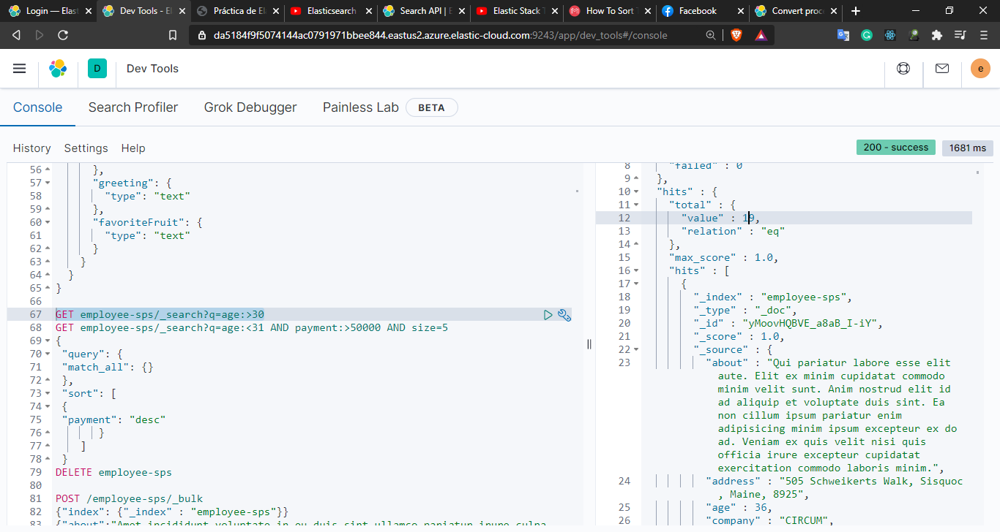 Login — Elast
Dev Tools - El
Práctica de El
Elasticsearch
Search API | E
Elastic Stack T
How To Sort T
Facebook
Convert proc
da5184f9f5074144ac0791971bbee844.eastus2.azure.elastic-cloud.com:9243/app/dev_tools#/console
D
Dev Tools
e
Console
Search Profiler
Grok Debugger
Painless Lab
BETA
History
Settings
Help
200 - success
1681 ms
56 },
57 "greeting": {
58 "type": "text"
59 },
60 "favoriteFruit": {
61 "type": "text"
62 }
63 }
64 }
65 }
66
67 GET employee-sps/_search?q=age:>30
68 GET employee-sps/_search?q=age:<31 AND payment:>50000 AND size=5
69 {
70 "query": {
71 "match_all": {}
72 },
73 "sort": [
74 {
75 "payment": "desc"
76 }
77 ]
78 }
79 DELETE employee-sps
80
81 POST /employee-sps/_bulk
82 {"index": {"_index" : "employee-sps"}}
83 {"about":"Amet incididunt voluptate in eu duis sint ullamco pariatur irure culpa
8 "failed" : 0
9 },
10 "hits" : {
11 "total" : {
12 "value" : 19,
13 "relation" : "eq"
14 },
15 "max_score" : 1.0,
16 "hits" : [
17 {
18 "_index" : "employee-sps",
19 "_type" : "_doc",
20 "_id" : "yMoovHQBVE_a8aB_I-iY",
21 "_score" : 1.0,
22 "_source" : {
23 "about" : "Qui pariatur labore esse elit
aute. Elit ex minim cupidatat commodo
minim velit sunt. Anim nostrud elit id
ad aliquip et voluptate duis sint. Ea
non cillum ipsum pariatur enim
adipisicing minim ipsum excepteur ex do
ad. Veniam ex quis velit nisi quis
officia irure excepteur cupidatat
exercitation commodo laboris minim.",
24 "address" : "505 Schweikerts Walk, Sisquoc
, Maine, 8925",
25 "age" : 36,
26 "company" : "CIRCUM",